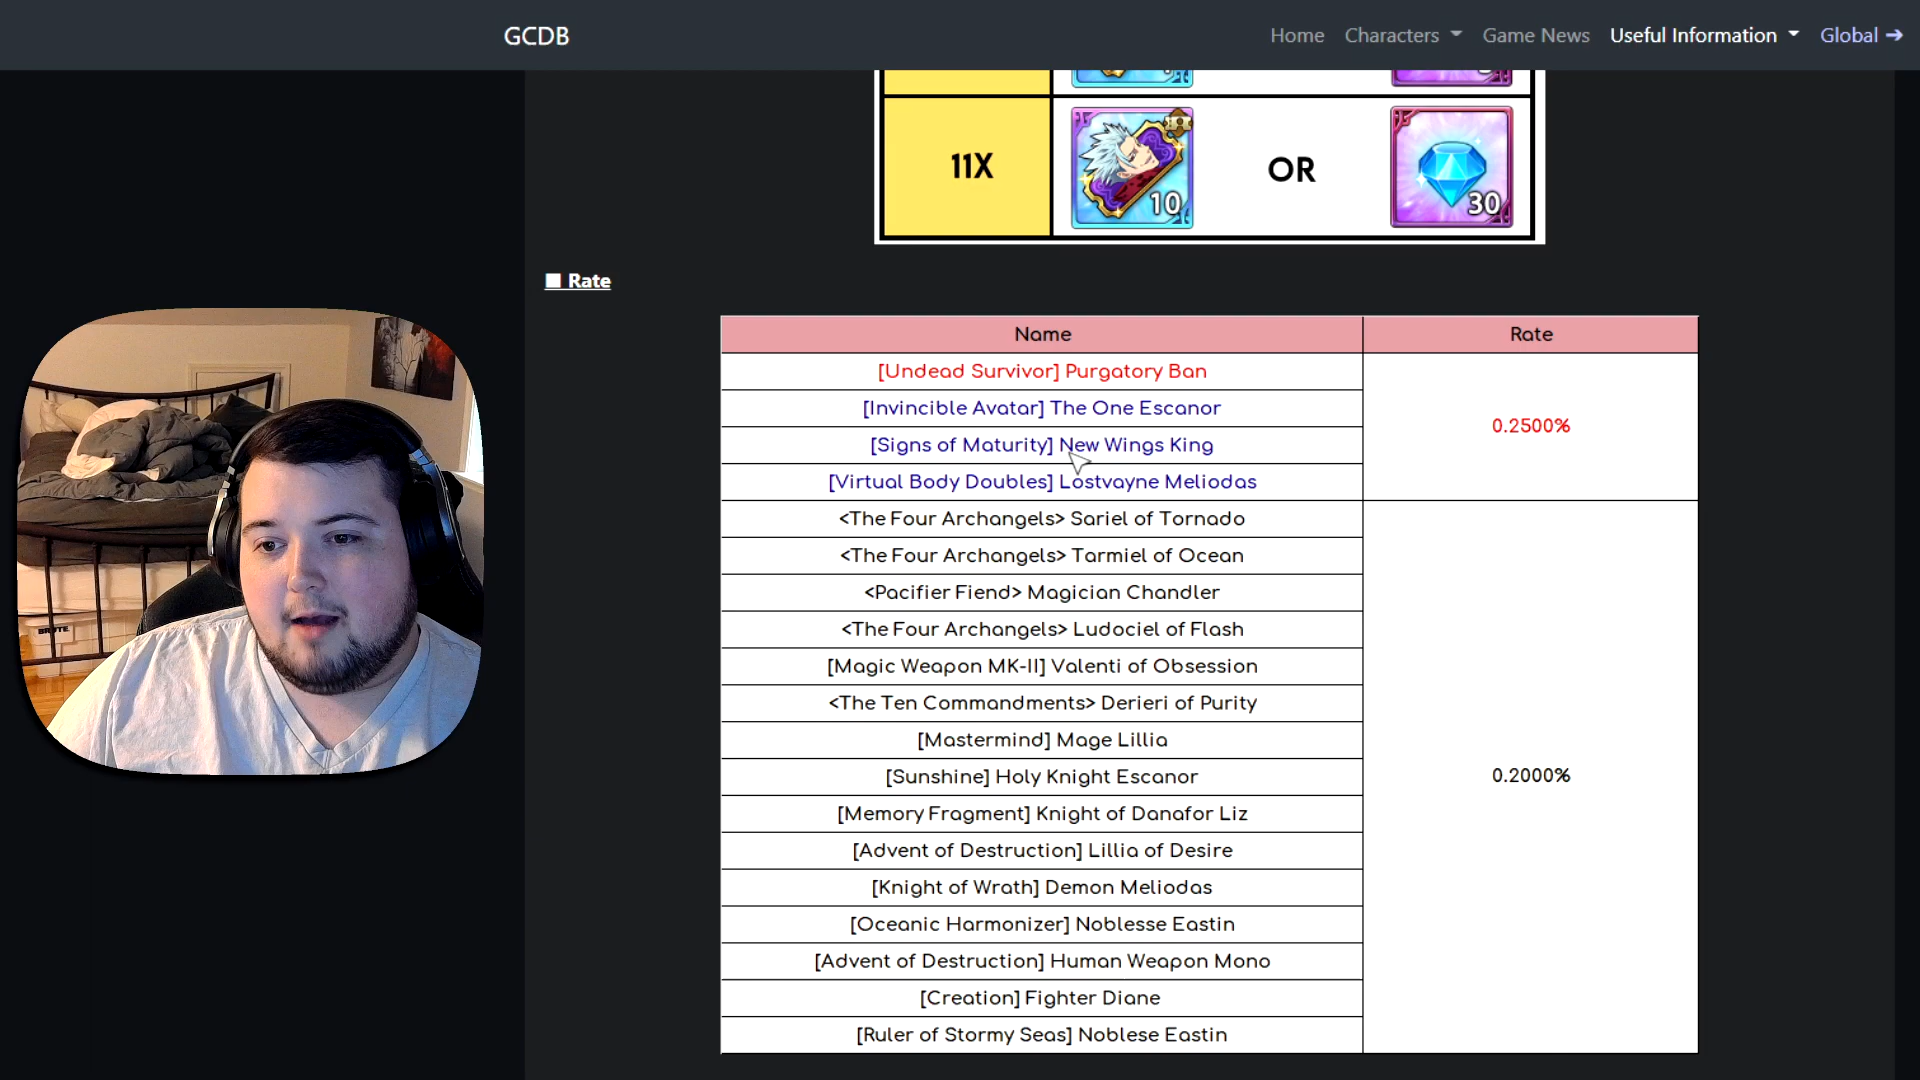 GCDB
Home Characters Game News Useful Information Global ➔
11X 10 OR 30
■ Rate
Name Rate
[Undead Survivor] Purgatory Ban
[Invincible Avatar] The One Escanor
0.2500%
[Signs of Maturity] New Wings King
[Virtual Body Doubles] Lostvayne Meliodas
<The Four Archangels> Sariel of Tornado
<The Four Archangels> Tarmiel of Ocean
<Pacifier Fiend> Magician Chandler
<The Four Archangels> Ludociel of Flash
[Magic Weapon MK-II] Valenti of Obsession
<The Ten Commandments> Derieri of Purity
[Mastermind] Mage Lillia
[Sunshine] Holy Knight Escanor
0.2000%
[Memory Fragment] Knight of Danafor Liz
[Advent of Destruction] Lillia of Desire
[Knight of Wrath] Demon Meliodas
[Oceanic Harmonizer] Noblesse Eastin
[Advent of Destruction] Human Weapon Mono
[Creation] Fighter Diane
[Ruler of Stormy Seas] Noblese Eastin
BRUTE